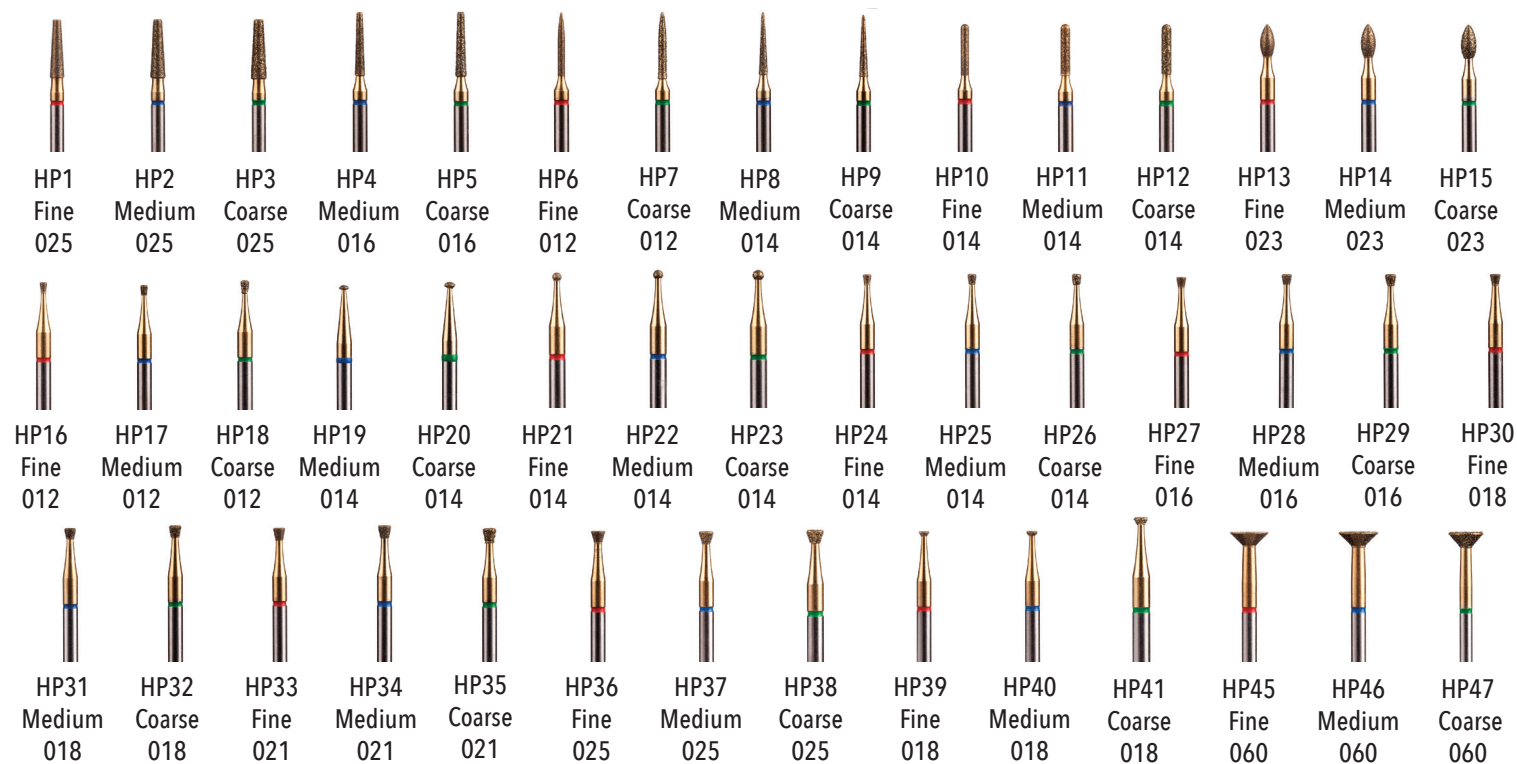 HP1 HP2 HP3 HP4 HP5 HP6 HP7 HP8 HP9 HP10 HP11 HP12 HP13 HP14 HP15
Fine Medium Coarse Medium Coarse Fine Coarse Medium Coarse Fine Medium Coarse Fine Medium Coarse
025 025 025 016 016 012 012 014 014 014 014 014 023 023 023
HP16 HP17 HP18 HP19 HP20 HP21 HP22 HP23 HP24 HP25 HP26 HP27 HP28 HP29 HP30
Fine Medium Coarse Medium Coarse Fine Medium Coarse Fine Medium Coarse Fine Medium Coarse Fine
012 012 012 014 014 014 014 014 014 014 014 016 016 016 018
HP31 HP32 HP33 HP34 HP35 HP36 HP37 HP38 HP39 HP40 HP41 HP45 HP46 HP47
Medium Coarse Fine Medium Coarse Fine Medium Coarse Fine Medium Coarse Fine Medium Coarse
018 018 021 021 021 025 025 025 018 018 018 060 060 060